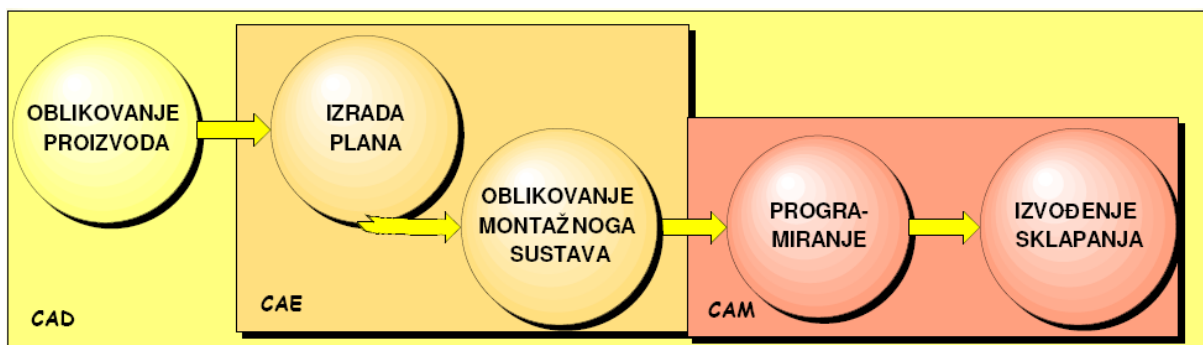 OBLIKOVANJE
PROIZVODA
IZRADA
PLANA
OBLIKOVANJE
MONTAŽNOGA
SUSTAVA
PROGRA-
MIRANJE
IZVOĐENJE
SKLAPANJA
CAD
CAE
CAM